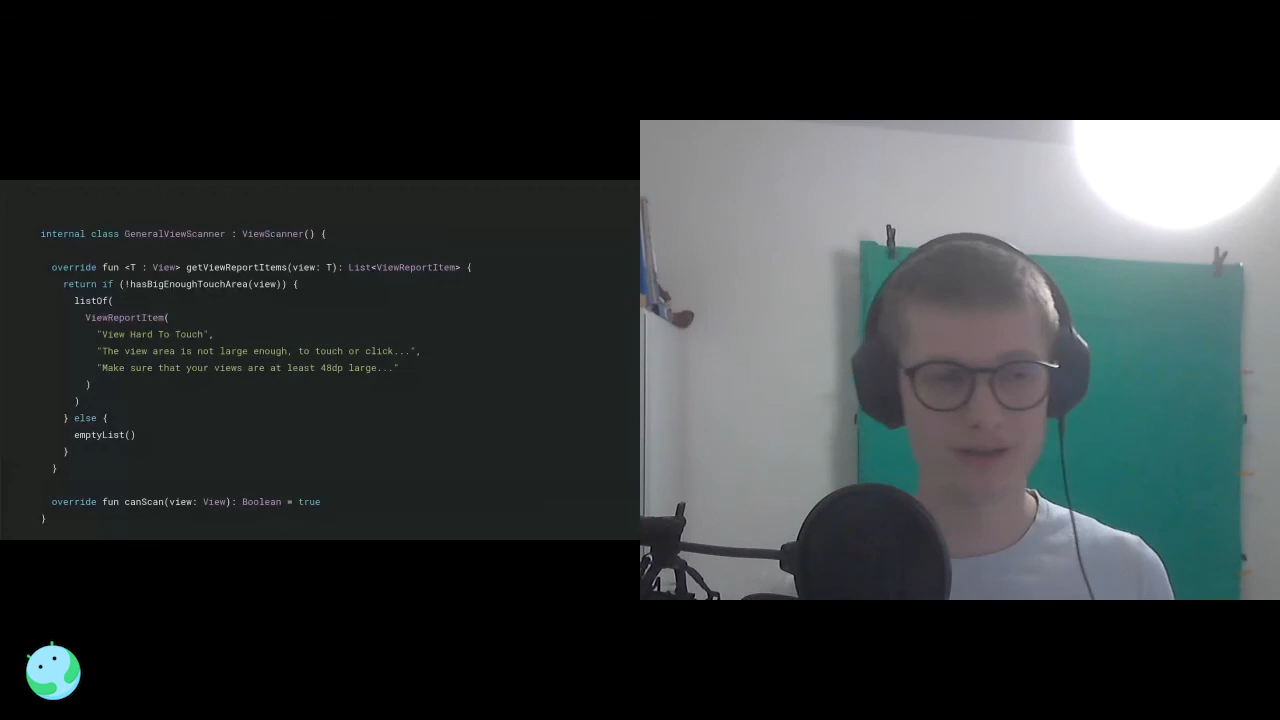 internal class GeneralViewScanner : ViewScanner() {
override fun <T : View> getViewReportItems(view: T): List<ViewReportItem> {
return if (!hasBigEnoughTouchArea(view)) {
listOf(
ViewReportItem(
"View Hard To Touch",
"The view area is not large enough, to touch or click...",
"Make sure that your views are at least 48dp large..."
)
)
} else {
emptyList()
}
}
override fun canScan(view: View): Boolean = true
}